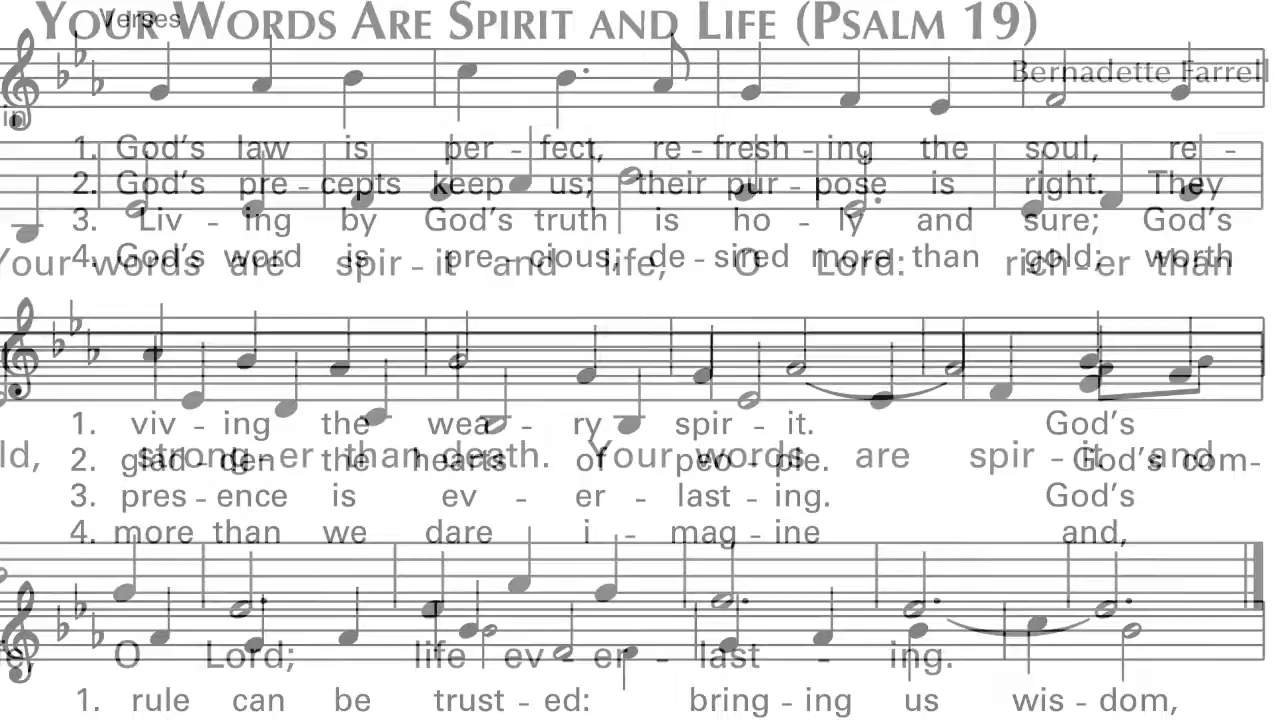 Your Words Are Spirit and Life (Psalm 19)
Verses
Bernadette Farrell
1. God's law is per - fect, re - fresh - ing the soul, re -
2. God's pre - cepts keep us; their pur - pose is right. They
3. Liv - ing by God's truth is ho - ly and sure; God's
4. God's word is pre - cious, de - sired more than gold; worth
Your words are spir - it and life, O Lord: rich - er than
1. viv - ing the wea - ry spir - it. God's
ld, strong - er than death. Your words are spir - it and
2. glad - den the hearts of peo - ple. God's com -
3. pres - ence is ev - er - last - ing. God's
4. more than we dare i - mag - ine and,
O Lord; life ev - er - last - ing.
1. rule can be trust - ed: bring - ing us wis - dom,